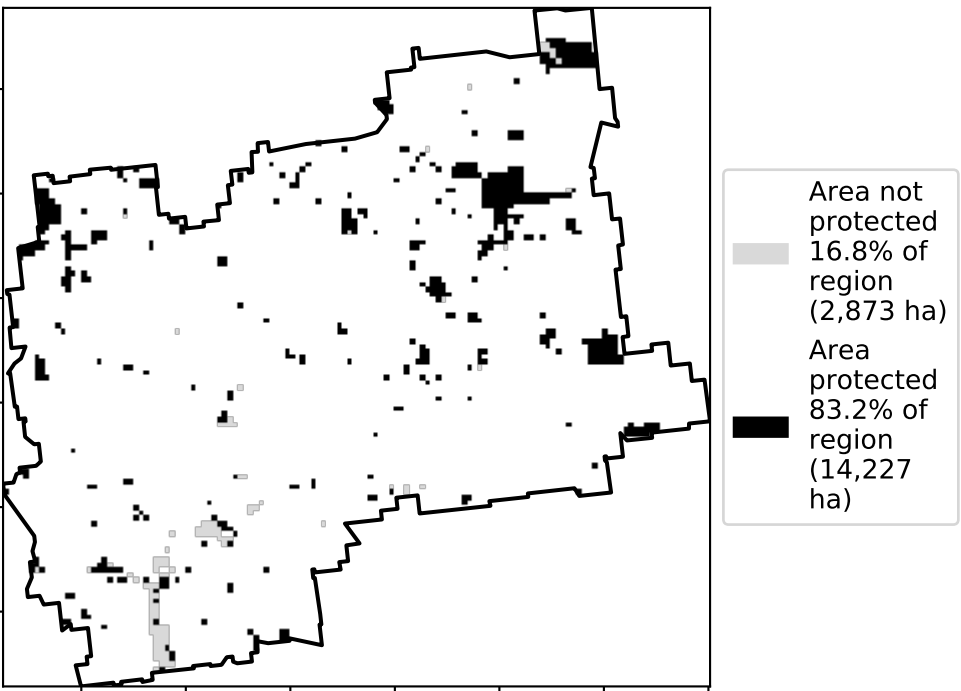 Area not
protected
16.8% of
region
(2,873 ha)
Area
protected
83.2% of
region
(14,227
ha)